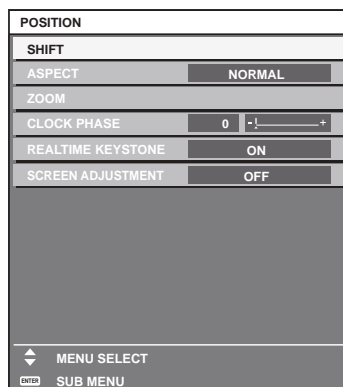 POSITION
SHIFT
ASPECT NORMAL
ZOOM
CLOCK PHASE 0 - +
REALTIME KEYSTONE ON
SCREEN ADJUSTMENT OFF
MENU SELECT
ENTER SUB MENU